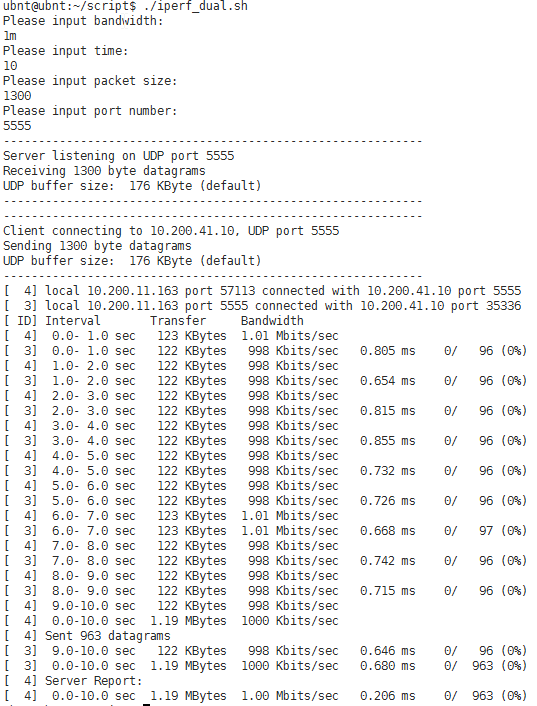 ubnt@ubnt:~/script$ ./iperf_dual.sh
Please input bandwidth:
1m
Please input time:
10
Please input packet size:
1300
Please input port number:
5555
------------------------------------------------------------
Server listening on UDP port 5555
Receiving 1300 byte datagrams
UDP buffer size:  176 KByte (default)
------------------------------------------------------------
------------------------------------------------------------
Client connecting to 10.200.41.10, UDP port 5555
Sending 1300 byte datagrams
UDP buffer size:  176 KByte (default)
------------------------------------------------------------
[  4] local 10.200.11.163 port 57113 connected with 10.200.41.10 port 5555
[  3] local 10.200.11.163 port 5555 connected with 10.200.41.10 port 35336
[ ID] Interval       Transfer     Bandwidth
[  4]  0.0- 1.0 sec   123 KBytes  1.01 Mbits/sec
[  3]  0.0- 1.0 sec   122 KBytes   998 Kbits/sec   0.805 ms    0/   96 (0%)
[  4]  1.0- 2.0 sec   122 KBytes   998 Kbits/sec
[  3]  1.0- 2.0 sec   122 KBytes   998 Kbits/sec   0.654 ms    0/   96 (0%)
[  4]  2.0- 3.0 sec   122 KBytes   998 Kbits/sec
[  3]  2.0- 3.0 sec   122 KBytes   998 Kbits/sec   0.815 ms    0/   96 (0%)
[  4]  3.0- 4.0 sec   122 KBytes   998 Kbits/sec
[  3]  3.0- 4.0 sec   122 KBytes   998 Kbits/sec   0.855 ms    0/   96 (0%)
[  4]  4.0- 5.0 sec   122 KBytes   998 Kbits/sec
[  3]  4.0- 5.0 sec   122 KBytes   998 Kbits/sec   0.732 ms    0/   96 (0%)
[  4]  5.0- 6.0 sec   122 KBytes   998 Kbits/sec
[  3]  5.0- 6.0 sec   122 KBytes   998 Kbits/sec   0.726 ms    0/   96 (0%)
[  4]  6.0- 7.0 sec   123 KBytes  1.01 Mbits/sec
[  3]  6.0- 7.0 sec   123 KBytes  1.01 Mbits/sec   0.668 ms    0/   97 (0%)
[  4]  7.0- 8.0 sec   122 KBytes   998 Kbits/sec
[  3]  7.0- 8.0 sec   122 KBytes   998 Kbits/sec   0.742 ms    0/   96 (0%)
[  4]  8.0- 9.0 sec   122 KBytes   998 Kbits/sec
[  3]  8.0- 9.0 sec   122 KBytes   998 Kbits/sec   0.715 ms    0/   96 (0%)
[  4]  9.0-10.0 sec   122 KBytes   998 Kbits/sec
[  4]  0.0-10.0 sec  1.19 MBytes  1000 Kbits/sec
[  4] Sent 963 datagrams
[  3]  9.0-10.0 sec   122 KBytes   998 Kbits/sec   0.646 ms    0/   96 (0%)
[  3]  0.0-10.0 sec  1.19 MBytes  1000 Kbits/sec   0.680 ms    0/  963 (0%)
[  4] Server Report:
[  4]  0.0-10.0 sec  1.19 MBytes  1.00 Mbits/sec   0.206 ms    0/  963 (0%)